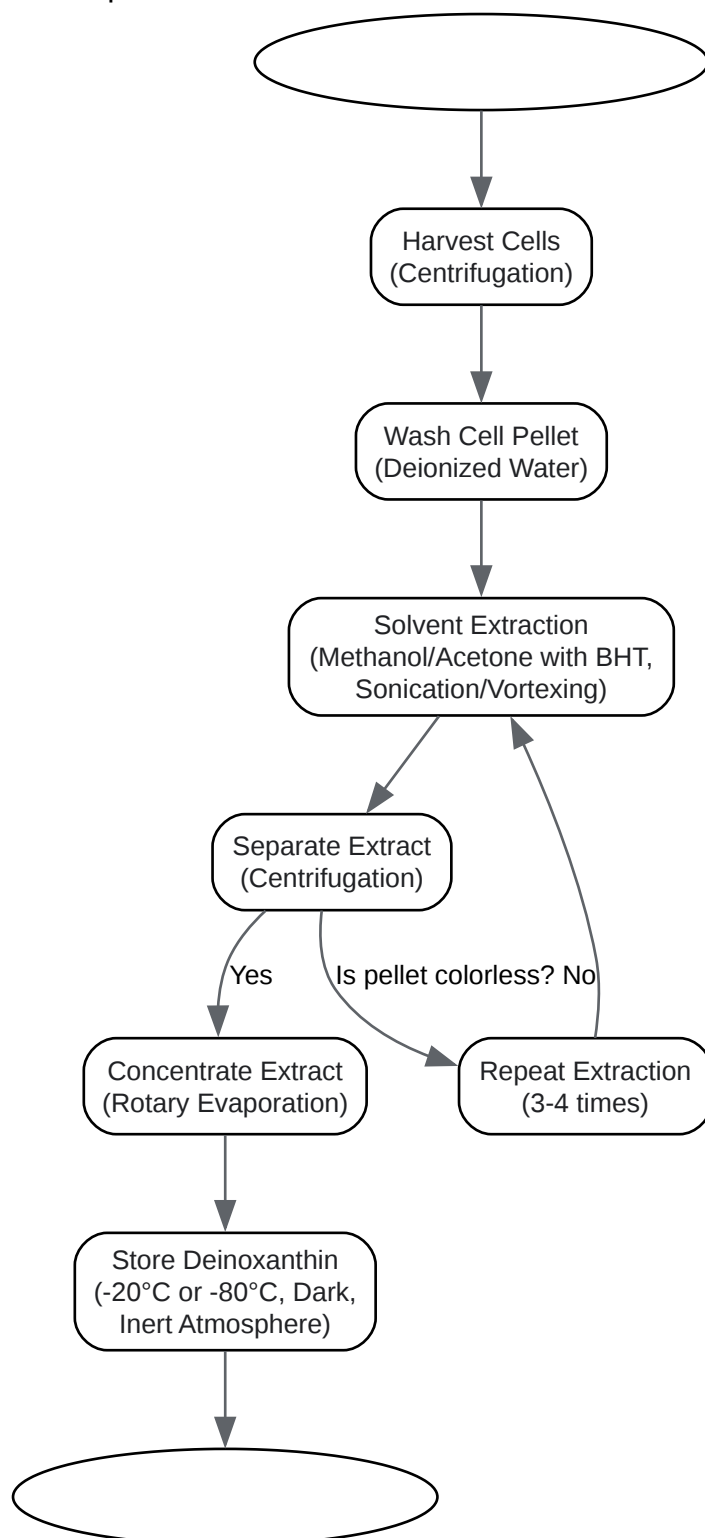 Harvest Cells
(Centrifugation)
Wash Cell Pellet
(Deionized Water)
Solvent Extraction
(Methanol/Acetone with BHT,
Sonication/Vortexing)
Separate Extract
(Centrifugation)
Yes
Is pellet colorless? No
Concentrate Extract
(Rotary Evaporation)
Repeat Extraction
(3-4 times)
Store Deinoxanthin
(-20°C or -80°C, Dark,
Inert Atmosphere)